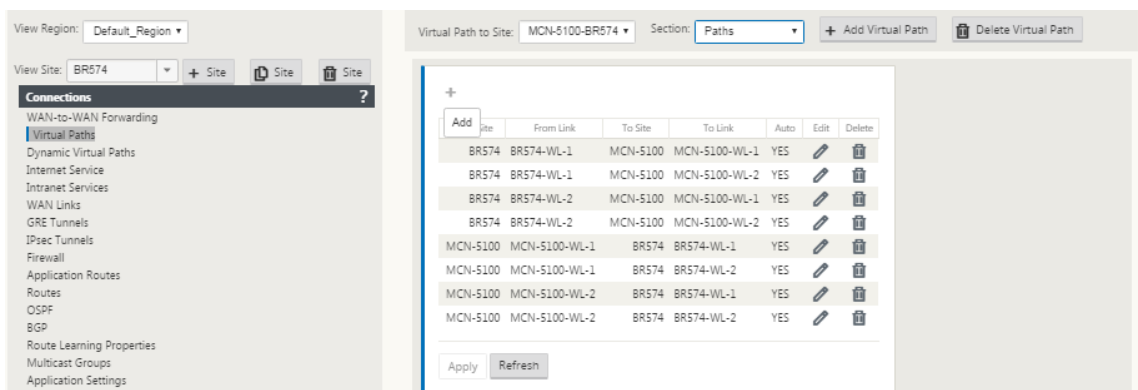 View Region: Default_Region
View Site: BR574 + Site Site Site
Connections ?
WAN-to-WAN Forwarding
Virtual Paths
Dynamic Virtual Paths
Internet Service
Intranet Services
WAN Links
GRE Tunnels
IPsec Tunnels
Firewall
Application Routes
Routes
OSPF
BGP
Route Learning Properties
Multicast Groups
Application Settings
Virtual Path to Site: MCN-5100-BR574 Section: Paths + Add Virtual Path Delete Virtual Path
+
Add
Site From Link To Site To Link Auto Edit Delete
BR574 BR574-WL-1 MCN-5100 MCN-5100-WL-1 YES
BR574 BR574-WL-1 MCN-5100 MCN-5100-WL-2 YES
BR574 BR574-WL-2 MCN-5100 MCN-5100-WL-1 YES
BR574 BR574-WL-2 MCN-5100 MCN-5100-WL-2 YES
MCN-5100 MCN-5100-WL-1 BR574 BR574-WL-1 YES
MCN-5100 MCN-5100-WL-1 BR574 BR574-WL-2 YES
MCN-5100 MCN-5100-WL-2 BR574 BR574-WL-1 YES
MCN-5100 MCN-5100-WL-2 BR574 BR574-WL-2 YES
Apply Refresh